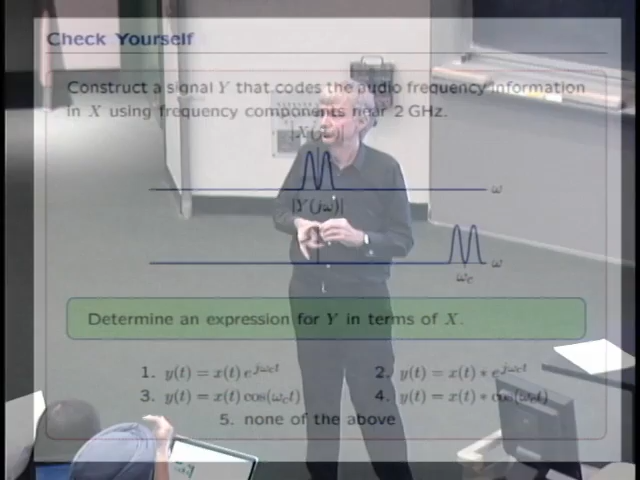 Check Yourself
Construct a signal Y that codes the audio frequency information
in X using frequency components near 2 GHz.
|X(jω)|
ω
|Y(jω)|
ω
ωc
Determine an expression for Y in terms of X.
1. y(t) = x(t) e^{jωct} 2. y(t) = x(t) * e^{jωct}
3. y(t) = x(t) cos(ωct) 4. y(t) = x(t) * cos(ωct)
5. none of the above